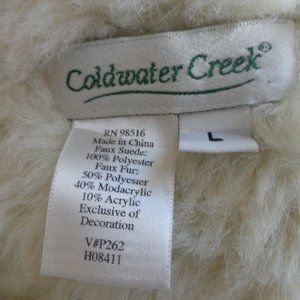 Coldwater Creek®
L
RN 98516
Made in China
Faux Suede:
100% Polyester
Faux Fur:
50% Polyester
40% Modacrylic
10% Acrylic
Exclusive of
Decoration
V#P262
H08411